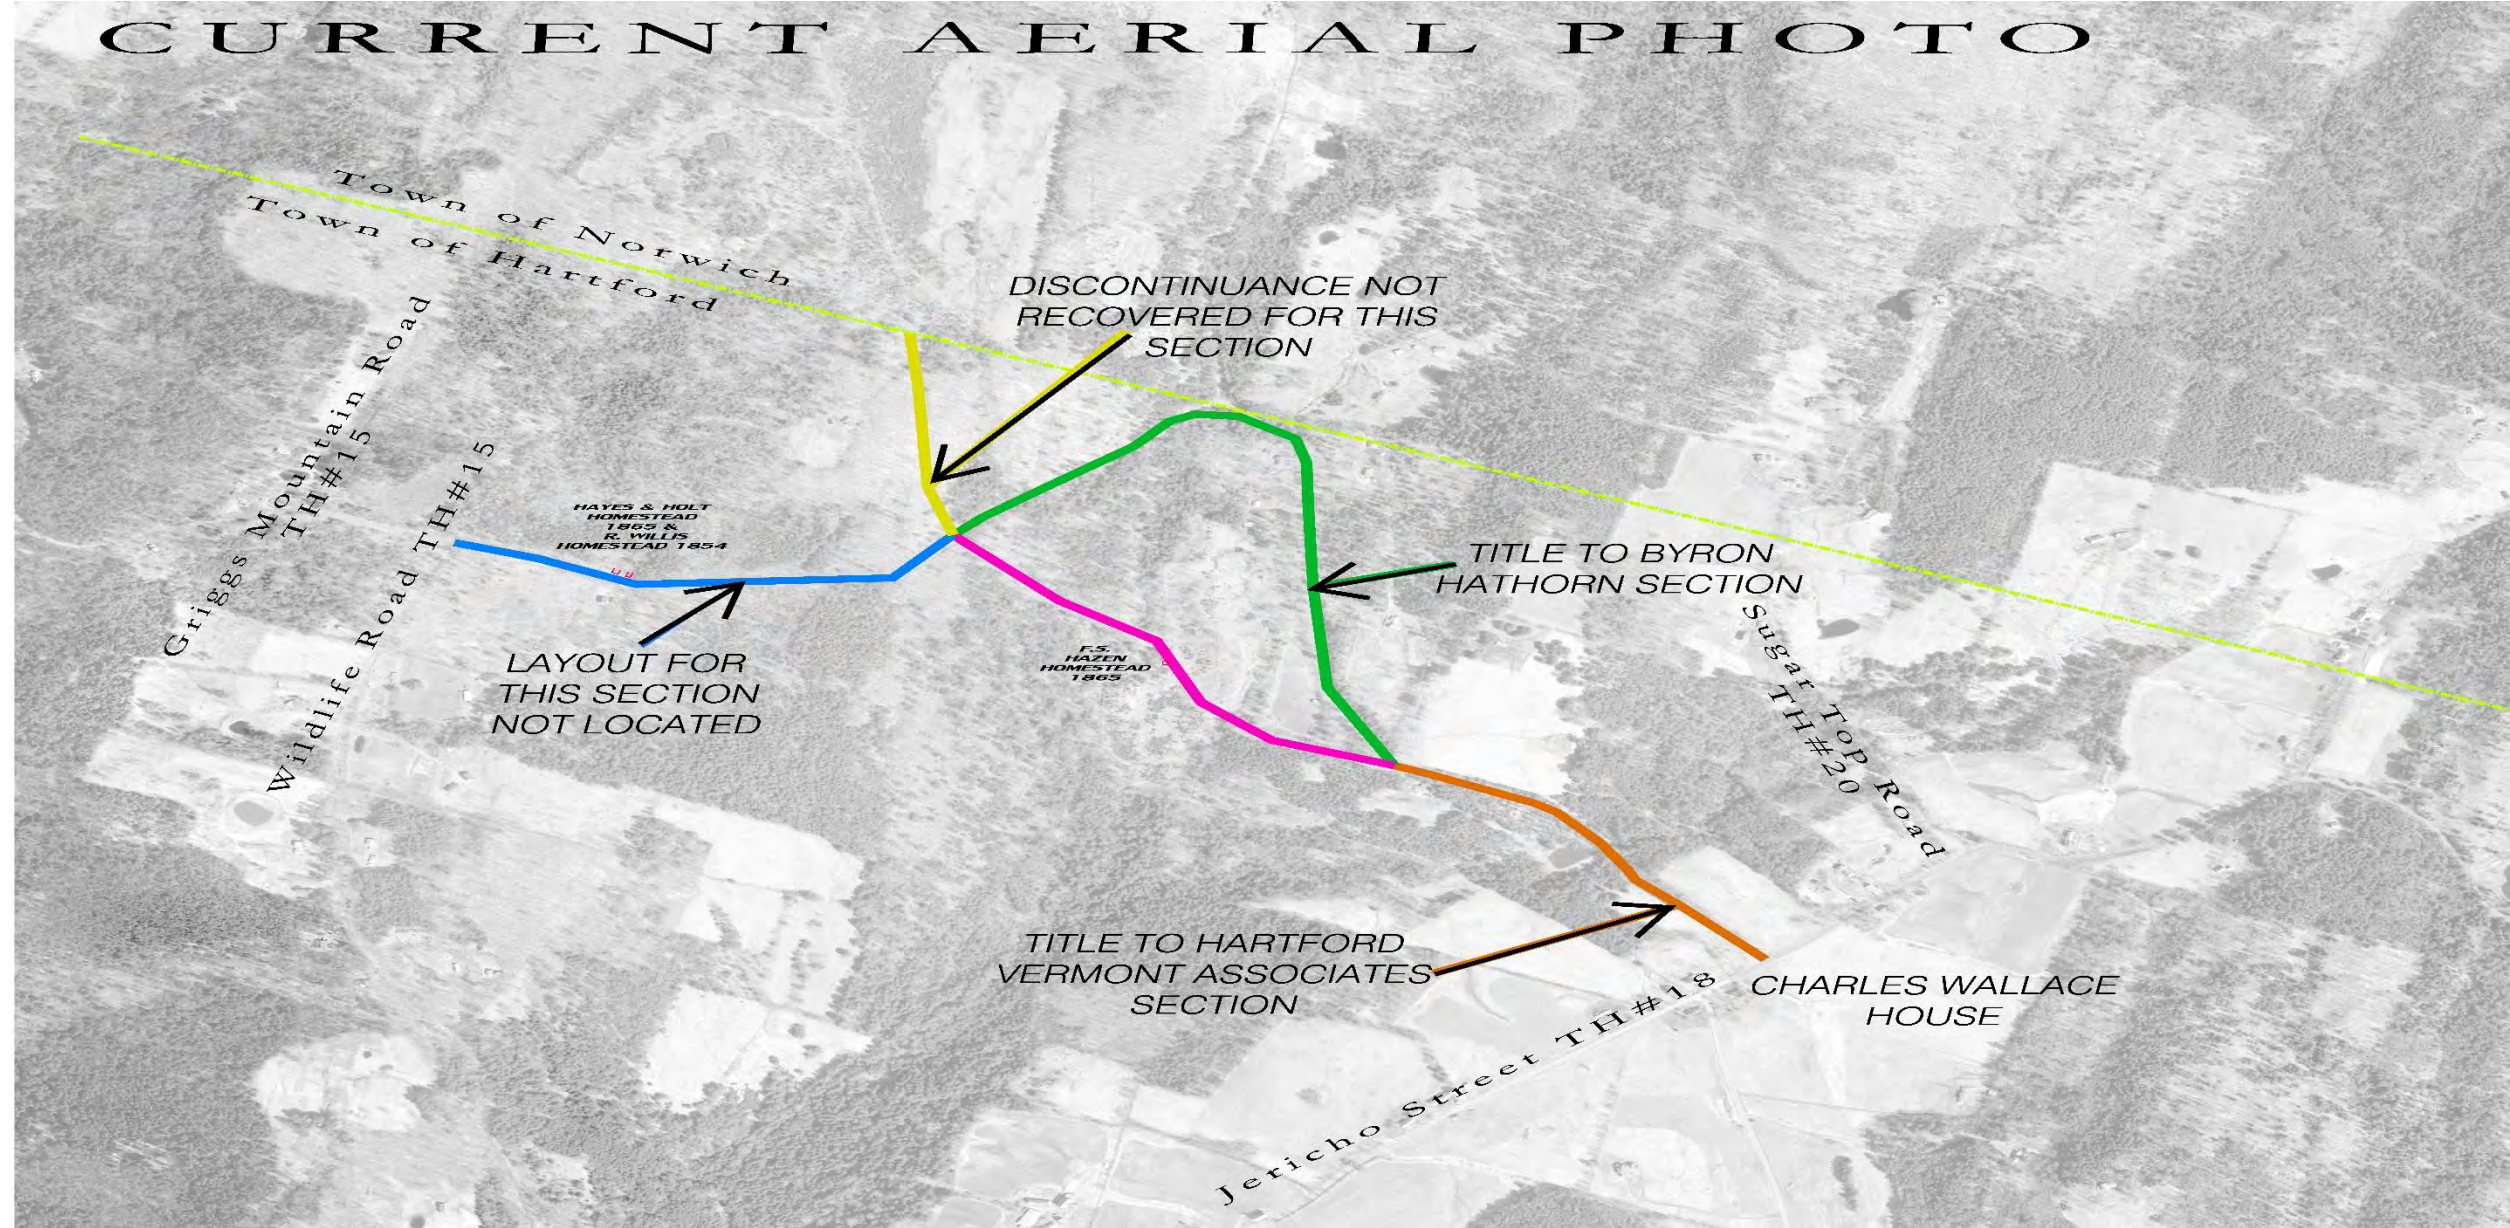 CURRENT AERIAL PHOTO
Town of Norwich
Town of Hartford
DISCONTINUANCE NOT
RECOVERED FOR THIS
SECTION
Griggs Mountain Road
TH#15
Wildlife Road TH#15
HAYES & HOLT
HOMESTEAD
1865 &
R. WILLIS
HOMESTEAD 1854
TITLE TO BYRON
HATHORN SECTION
LAYOUT FOR
THIS SECTION
NOT LOCATED
F.S.
HAZEN
HOMESTEAD
1865
Sugar Top Road
TH#20
TITLE TO HARTFORD
VERMONT ASSOCIATES
SECTION
CHARLES WALLACE
HOUSE
Jericho Street TH#18